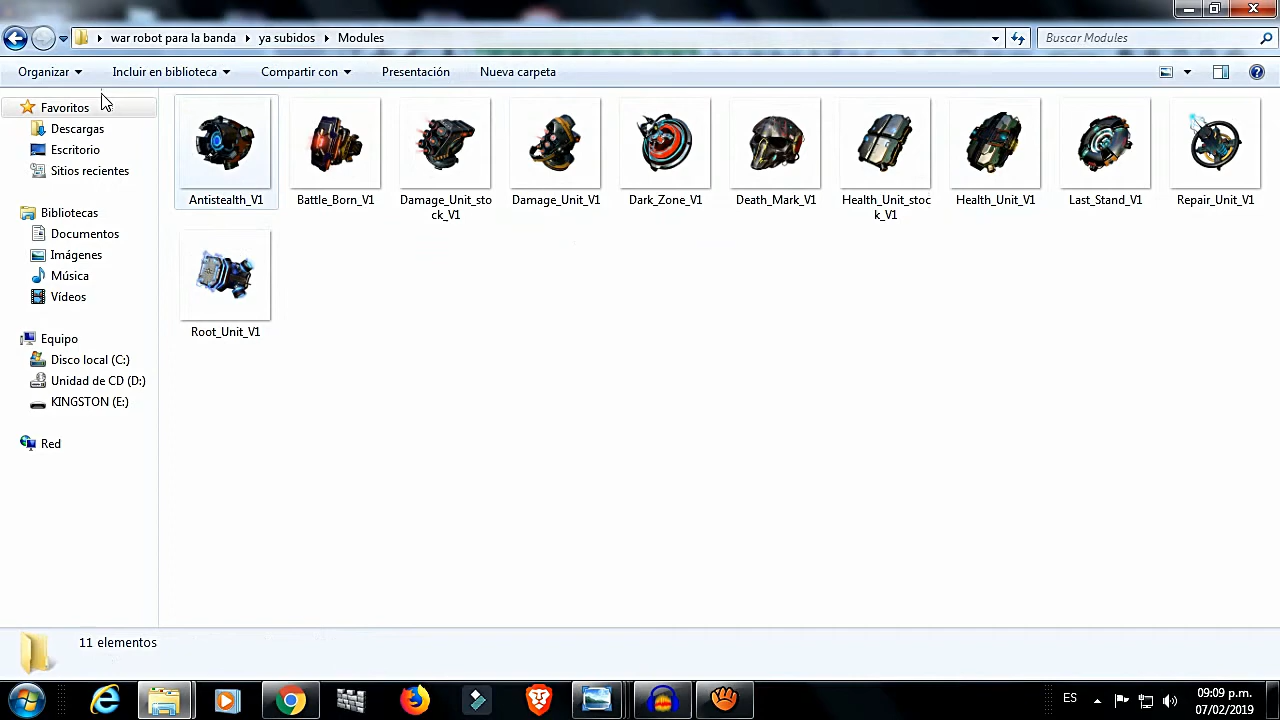 war robot para la banda ya subidos Modules
Buscar Modules
Organizar Incluir en biblioteca Compartir con Presentación Nueva carpeta
Favoritos
Descargas
Escritorio
Sitios recientes
Bibliotecas
Documentos
Imágenes
Música
Vídeos
Equipo
Disco local (C:)
Unidad de CD (D:)
KINGSTON (E:)
Red
Antistealth_V1
Battle_Born_V1
Damage_Unit_sto
ck_V1
Damage_Unit_V1
Dark_Zone_V1
Death_Mark_V1
Health_Unit_stoc
k_V1
Health_Unit_V1
Last_Stand_V1
Repair_Unit_V1
Root_Unit_V1
11 elementos
ES
09:09 p.m.
07/02/2019